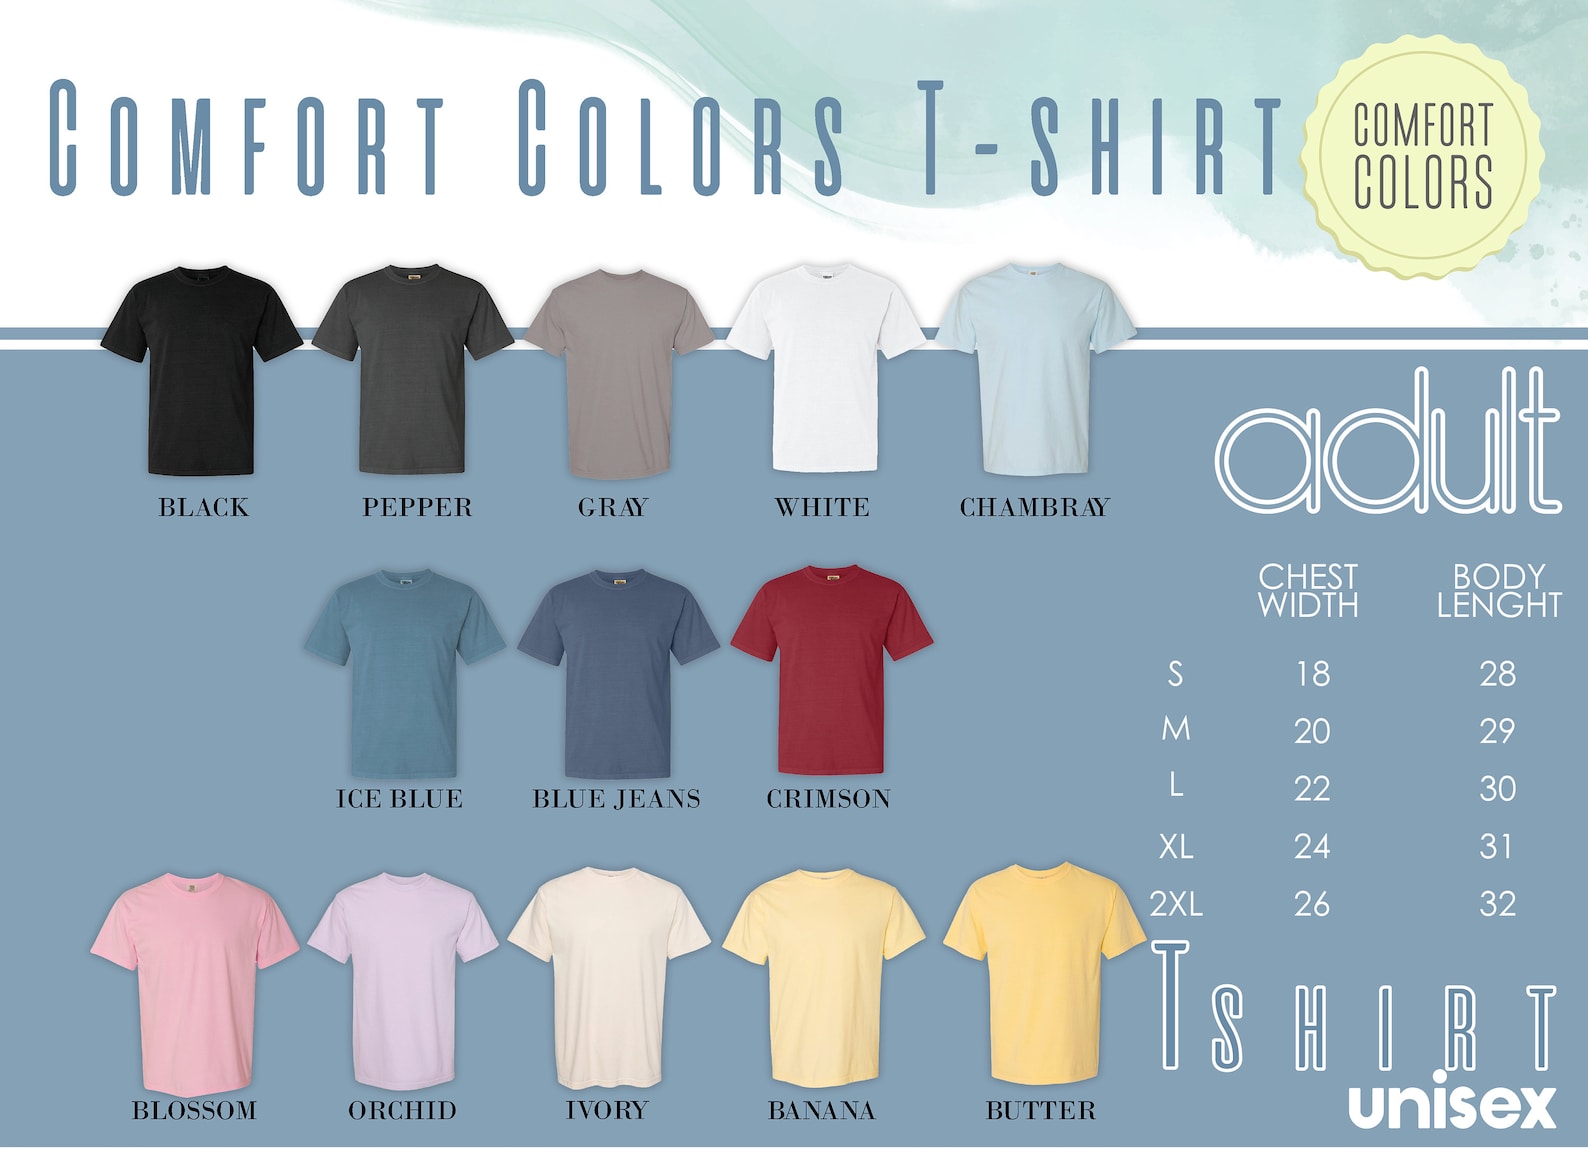 Comfort Colors T-shirt
COMFORT
COLORS
BLACK PEPPER GRAY WHITE CHAMBRAY
ICE BLUE BLUE JEANS CRIMSON
BLOSSOM ORCHID IVORY BANANA BUTTER
adult
CHEST WIDTH BODY LENGHT
S 18 28
M 20 29
L 22 30
XL 24 31
2XL 26 32
Tshirt
unisex